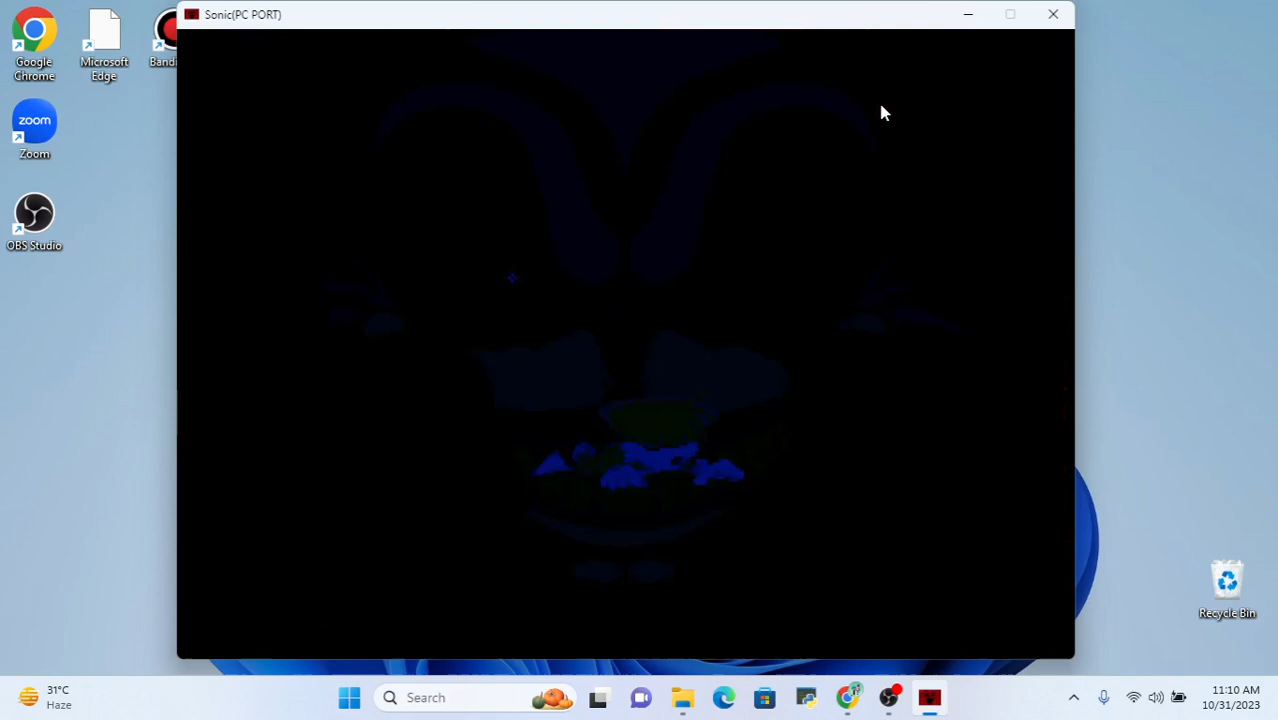 Sonic(PC PORT)
Google
Chrome
Microsoft
Edge
Bandi
zoom
Zoom
OBS Studio
Recycle Bin
31°C
Haze
Search
11:10 AM
10/31/2023